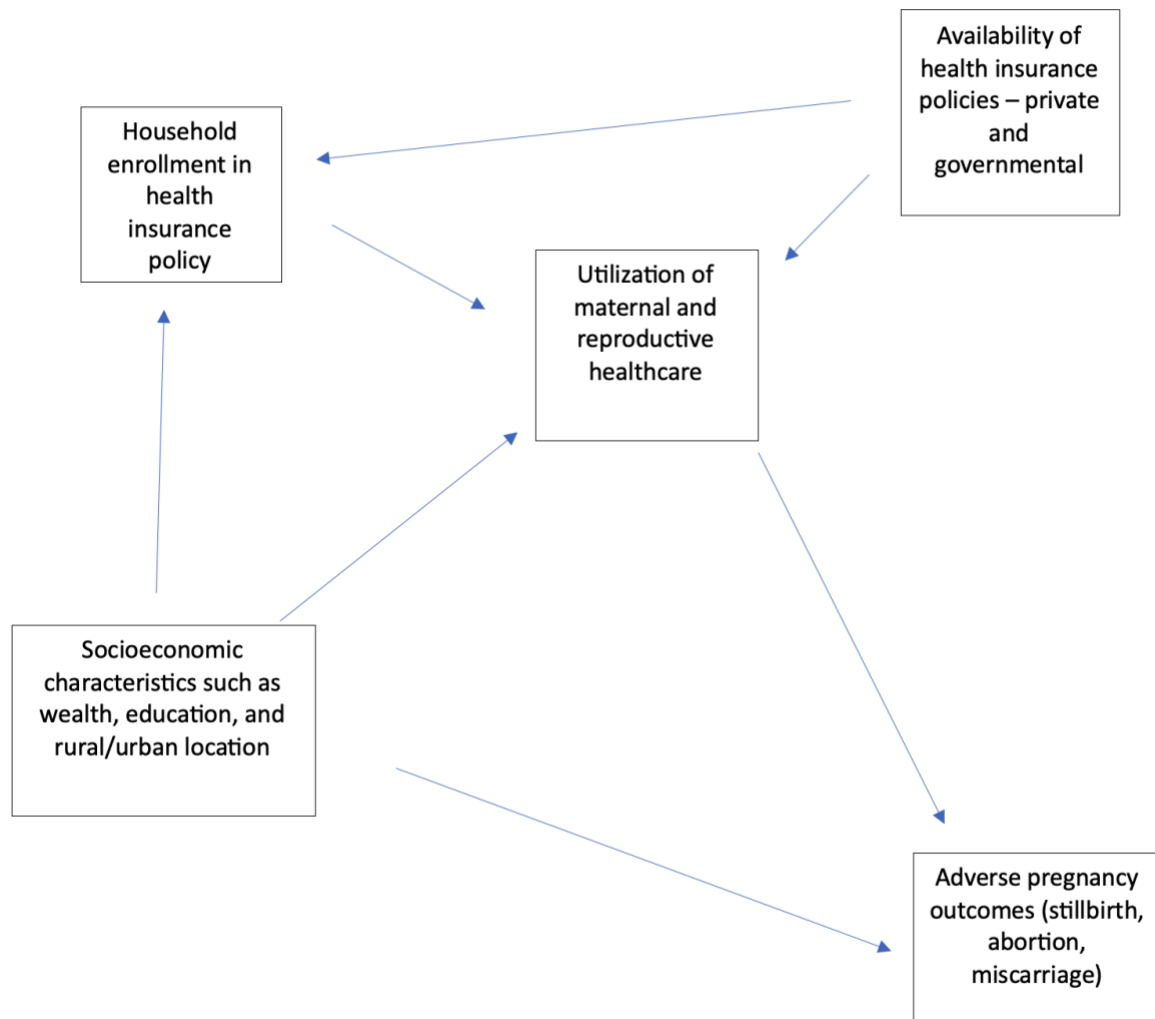 Availability of
health insurance
policies – private
and
governmental
Household
enrollment in
health
insurance
policy
Utilization of
maternal and
reproductive
healthcare
Socioeconomic
characteristics such as
wealth, education, and
rural/urban location
Adverse pregnancy
outcomes (stillbirth,
abortion,
miscarriage)